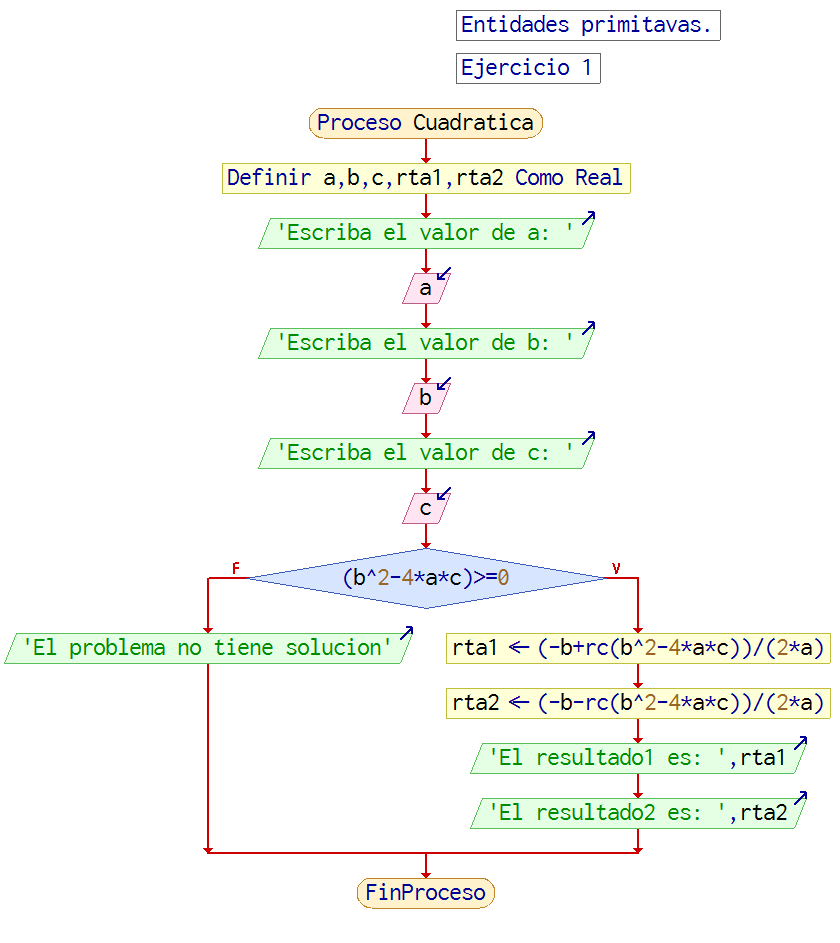 Entidades primitavas.
Ejercicio 1
Proceso Cuadratica
Definir a,b,c,rta1,rta2 Como Real
'Escriba el valor de a: '
a
'Escriba el valor de b: '
b
'Escriba el valor de c: '
c
F
V
(b^2-4*a*c)>=0
'El problema no tiene solucion'
rta1 ← (-b+rc(b^2-4*a*c))/(2*a)
rta2 ← (-b-rc(b^2-4*a*c))/(2*a)
'El resultado1 es: ',rta1
'El resultado2 es: ',rta2
FinProceso